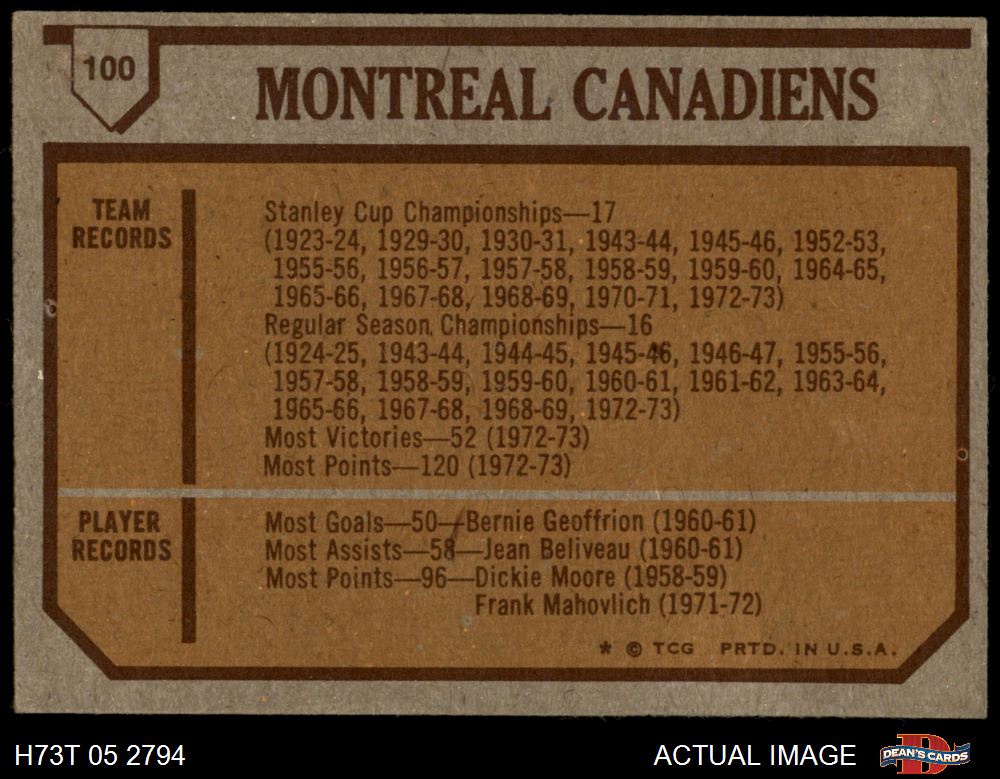 100
MONTREAL CANADIENS
TEAM
RECORDS
Stanley Cup Championships—17
(1923-24, 1929-30, 1930-31, 1943-44, 1945-46, 1952-53,
1955-56, 1956-57, 1957-58, 1958-59, 1959-60, 1964-65,
1965-66, 1967-68, 1968-69, 1970-71, 1972-73)
Regular Season Championships—16
(1924-25, 1943-44, 1944-45, 1945-46, 1946-47, 1955-56,
1957-58, 1958-59, 1959-60, 1960-61, 1961-62, 1963-64,
1965-66, 1967-68, 1968-69, 1972-73)
Most Victories—52 (1972-73)
Most Points—120 (1972-73)
PLAYER
RECORDS
Most Goals—50—Bernie Geoffrion (1960-61)
Most Assists—58—Jean Beliveau (1960-61)
Most Points—96—Dickie Moore (1958-59)
Frank Mahovlich (1971-72)
* © TCG PRTD. IN U.S.A.
H73T 05 2794
ACTUAL IMAGE
D
DEAN'S CARDS